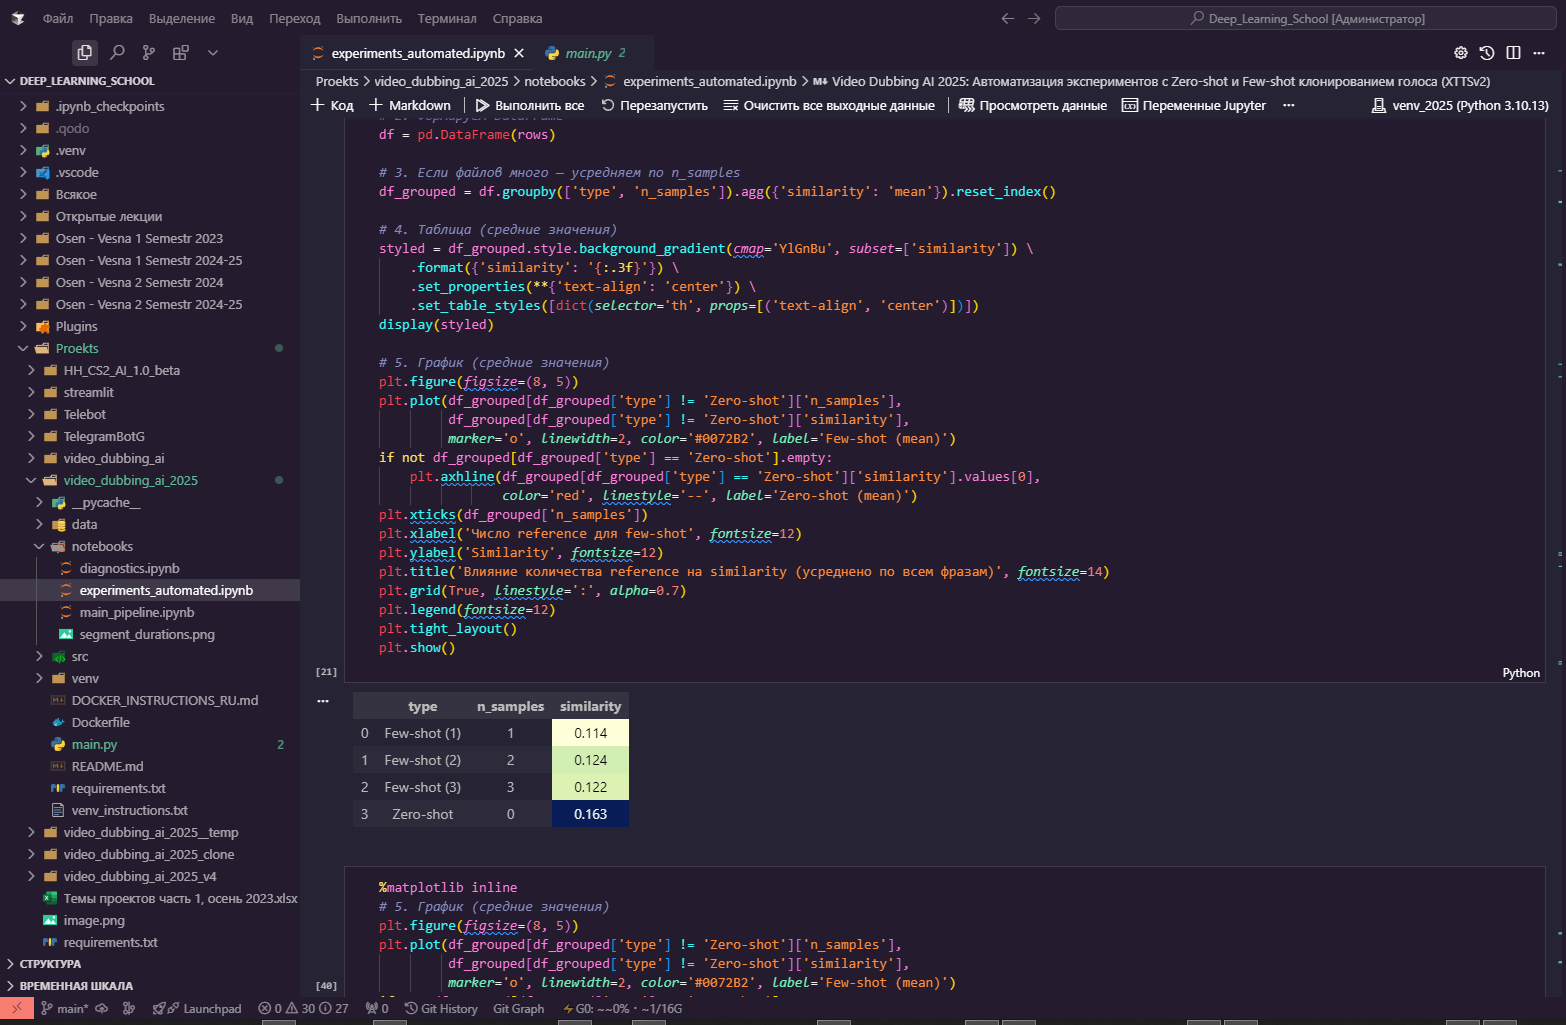 Файл Правка Выделение Вид Переход Выполнить Терминал Справка
Deep_Learning_School [Администратор]
experiments_automated.ipynb
main.py 2
DEEP_LEARNING_SCHOOL
.ipynb_checkpoints
.qodo
.venv
.vscode
Всякое
Открытые лекции
Osen - Vesna 1 Semestr 2023
Osen - Vesna 1 Semestr 2024-25
Osen - Vesna 2 Semestr 2024
Osen - Vesna 2 Semestr 2024-25
Plugins
Proekts
HH_CS2_AI_1.0_beta
streamlit
Telebot
TelegramBotG
video_dubbing_ai
video_dubbing_ai_2025
__pycache__
data
notebooks
diagnostics.ipynb
experiments_automated.ipynb
main_pipeline.ipynb
segment_durations.png
src
venv
DOCKER_INSTRUCTIONS_RU.md
Dockerfile
main.py 2
README.md
requirements.txt
venv_instructions.txt
video_dubbing_ai_2025__temp
video_dubbing_ai_2025_clone
video_dubbing_ai_2025_v4
Темы проектов часть 1, осень 2023.xlsx
image.png
requirements.txt
СТРУКТУРА
ВРЕМЕННАЯ ШКАЛА
Proekts > video_dubbing_ai_2025 > notebooks > experiments_automated.ipynb > M↓ Video Dubbing AI 2025: Автоматизация экспериментов с Zero-shot и Few-shot клонированием голоса (XTTSv2)
+ Код + Markdown Выполнить все Перезапустить Очистить все выходные данные Просмотреть данные Переменные Jupyter ··· venv_2025 (Python 3.10.13)
# 2. Формируем DataFrame
df = pd.DataFrame(rows)
# 3. Если файлов много — усредняем по n_samples
df_grouped = df.groupby(['type', 'n_samples']).agg({'similarity': 'mean'}).reset_index()
# 4. Таблица (средние значения)
styled = df_grouped.style.background_gradient(cmap='YlGnBu', subset=['similarity']) \
.format({'similarity': '{:.3f}'}) \
.set_properties(**{'text-align': 'center'}) \
.set_table_styles([dict(selector='th', props=[('text-align', 'center')])])
display(styled)
# 5. График (средние значения)
plt.figure(figsize=(8, 5))
plt.plot(df_grouped[df_grouped['type'] != 'Zero-shot']['n_samples'],
df_grouped[df_grouped['type'] != 'Zero-shot']['similarity'],
marker='o', linewidth=2, color='#0072B2', label='Few-shot (mean)')
if not df_grouped[df_grouped['type'] == 'Zero-shot'].empty:
plt.axhline(df_grouped[df_grouped['type'] == 'Zero-shot']['similarity'].values[0],
color='red', linestyle='--', label='Zero-shot (mean)')
plt.xticks(df_grouped['n_samples'])
plt.xlabel('Число reference для few-shot', fontsize=12)
plt.ylabel('Similarity', fontsize=12)
plt.title('Влияние количества reference на similarity (усреднено по всем фразам)', fontsize=14)
plt.grid(True, linestyle=':', alpha=0.7)
plt.legend(fontsize=12)
plt.tight_layout()
plt.show()
[21] Python
type n_samples similarity
0 Few-shot (1) 1 0.114
1 Few-shot (2) 2 0.124
2 Few-shot (3) 3 0.122
3 Zero-shot 0 0.163
%matplotlib inline
# 5. График (средние значения)
plt.figure(figsize=(8, 5))
plt.plot(df_grouped[df_grouped['type'] != 'Zero-shot']['n_samples'],
df_grouped[df_grouped['type'] != 'Zero-shot']['similarity'],
marker='o', linewidth=2, color='#0072B2', label='Few-shot (mean)')
[40]
main* Launchpad 0 30 27 0 Git History Git Graph G0: ~~0% · ~1/16G